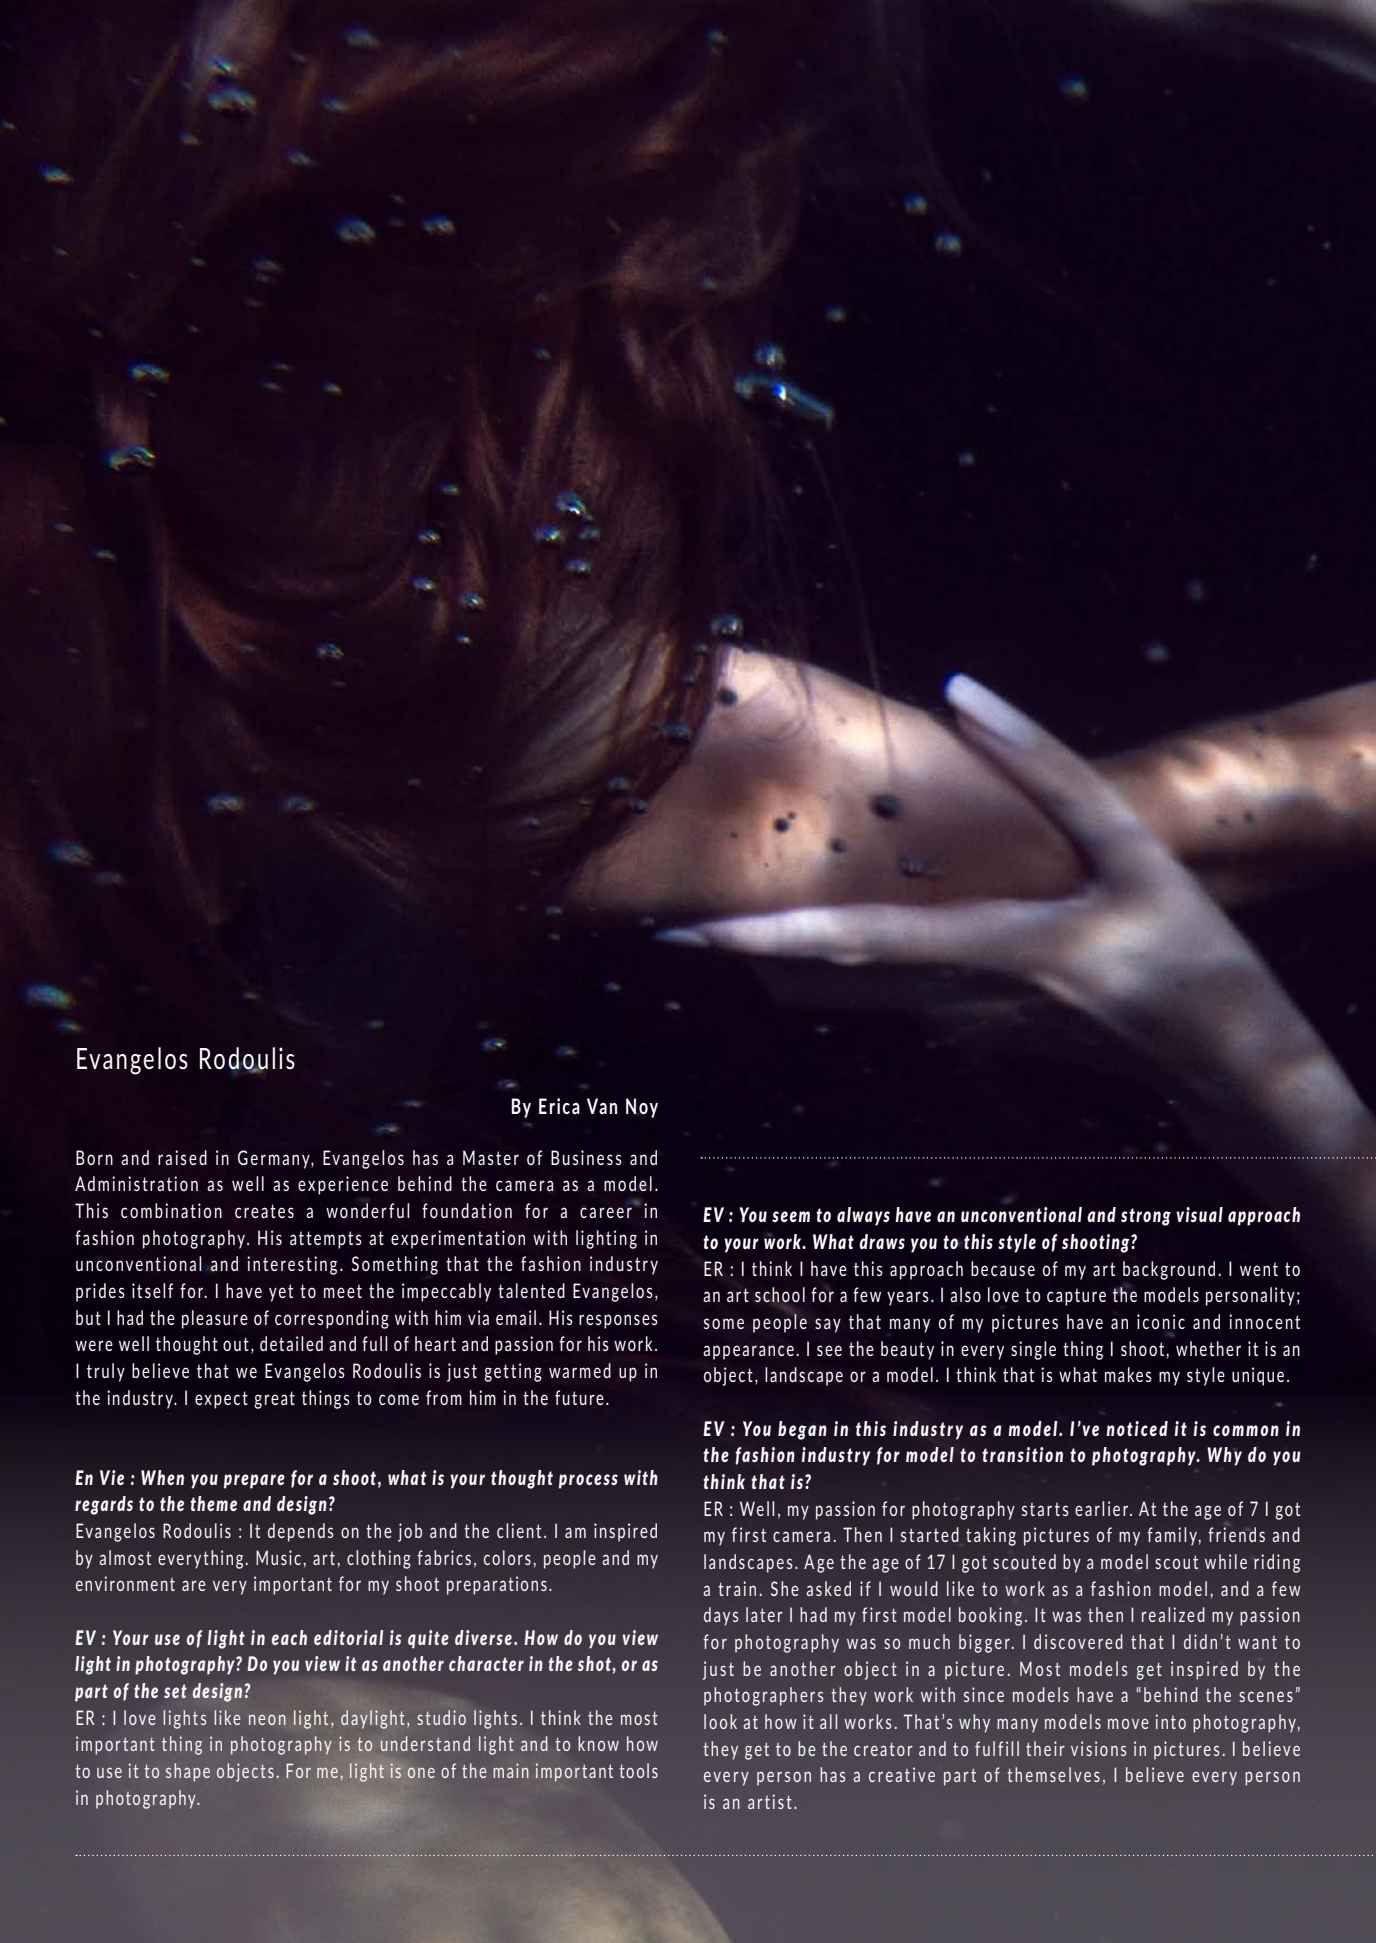 Evangelos Rodoulis
By Erica Van Noy
Born and raised in Germany, Evangelos has a Master of Business and
Administration as well as experience behind the camera as a model.
This combination creates a wonderful foundation for a career in
fashion photography. His attempts at experimentation with lighting in
unconventional and interesting. Something that the fashion industry
prides itself for. I have yet to meet the impeccably talented Evangelos,
but I had the pleasure of corresponding with him via email. His responses
were well thought out, detailed and full of heart and passion for his work.
I truly believe that we Evangelos Rodoulis is just getting warmed up in
the industry. I expect great things to come from him in the future.
En Vie : When you prepare for a shoot, what is your thought process with
regards to the theme and design?
Evangelos Rodoulis : It depends on the job and the client. I am inspired
by almost everything. Music, art, clothing fabrics, colors, people and my
environment are very important for my shoot preparations.
EV : Your use of light in each editorial is quite diverse. How do you view
light in photography? Do you view it as another character in the shot, or as
part of the set design?
ER : I love lights like neon light, daylight, studio lights. I think the most
important thing in photography is to understand light and to know how
to use it to shape objects. For me, light is one of the main important tools
in photography.
EV : You seem to always have an unconventional and strong visual approach
to your work. What draws you to this style of shooting?
ER : I think I have this approach because of my art background. I went to
an art school for a few years. I also love to capture the models personality;
some people say that many of my pictures have an iconic and innocent
appearance. I see the beauty in every single thing I shoot, whether it is an
object, landscape or a model. I think that is what makes my style unique.
EV : You began in this industry as a model. I've noticed it is common in
the fashion industry for model to transition to photography. Why do you
think that is?
ER : Well, my passion for photography starts earlier. At the age of 7 I got
my first camera. Then I started taking pictures of my family, friends and
landscapes. Age the age of 17 I got scouted by a model scout while riding
a train. She asked if I would like to work as a fashion model, and a few
days later I had my first model booking. It was then I realized my passion
for photography was so much bigger. I discovered that I didn't want to
just be another object in a picture. Most models get inspired by the
photographers they work with since models have a “behind the scenes”
look at how it all works. That's why many models move into photography,
they get to be the creator and to fulfill their visions in pictures. I believe
every person has a creative part of themselves, I believe every person
is an artist.